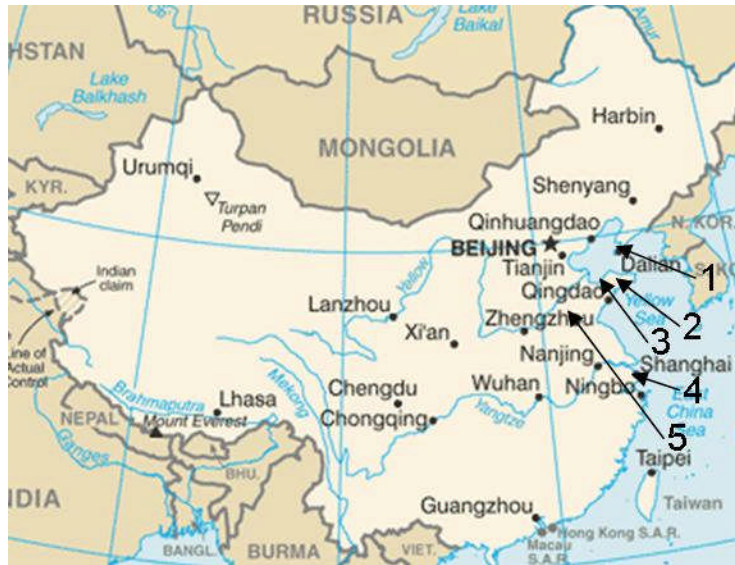 RUSSIA
Lake
Baikal
Ob'
Amur
HSTAN
Lake
Balkhash
Harbin
MONGOLIA
Urumqi
KYR.
Turpan
Pendi
Shenyang
N. KOR.
Qinhuangdao
BEIJING
Dalian
Tianjin
1
S. KO
Indian
claim
Yellow
Qingdao
Yellow
Sea
2
3
Lanzhou
Xi'an
Zhengzhou
Line of
Actual
Control
Nanjing
Shanghai
4
Brahmaputra
Lhasa
Mekong
Chengdu
Wuhan
Ningbo
East
China
Sea
NEPAL
Mount Everest
Chongqing
Yangtze
5
Ganges
BHU.
Taipei
NDIA
Guangzhou
Taiwan
Hong Kong S.A.R.
BANGL.
BURMA
VIET.
Macau
S.A.R.